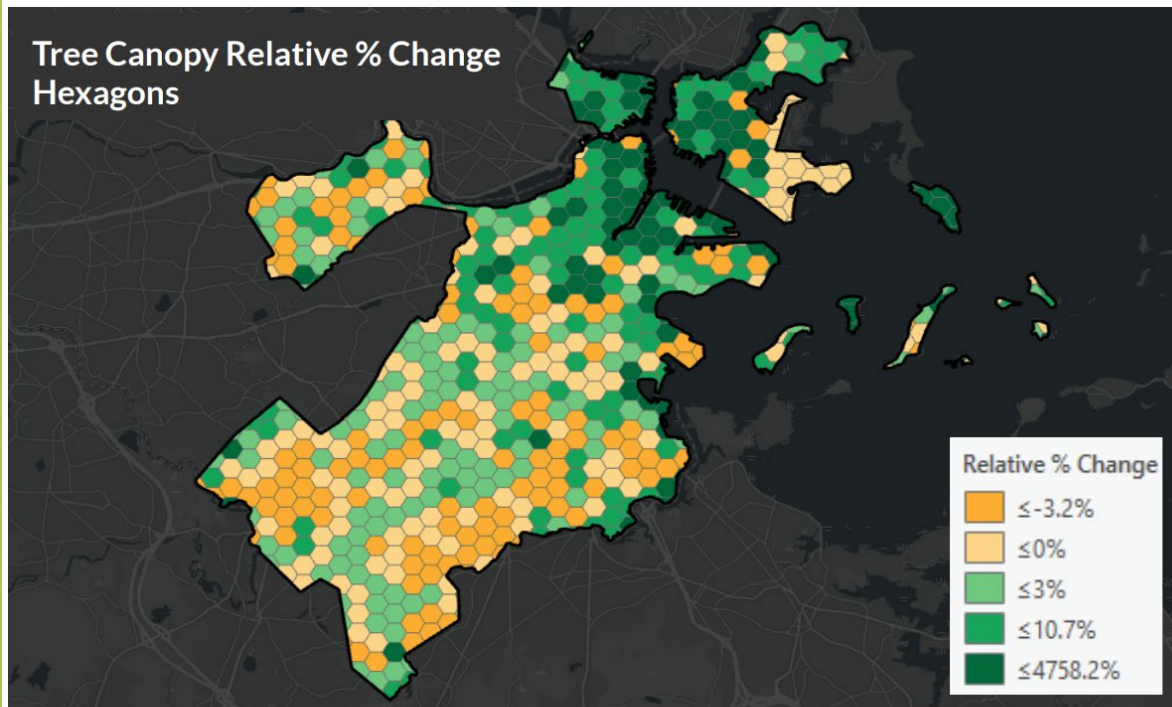 Tree Canopy Relative % Change
Hexagons
Relative % Change
≤-3.2%
≤0%
≤3%
≤10.7%
≤4758.2%